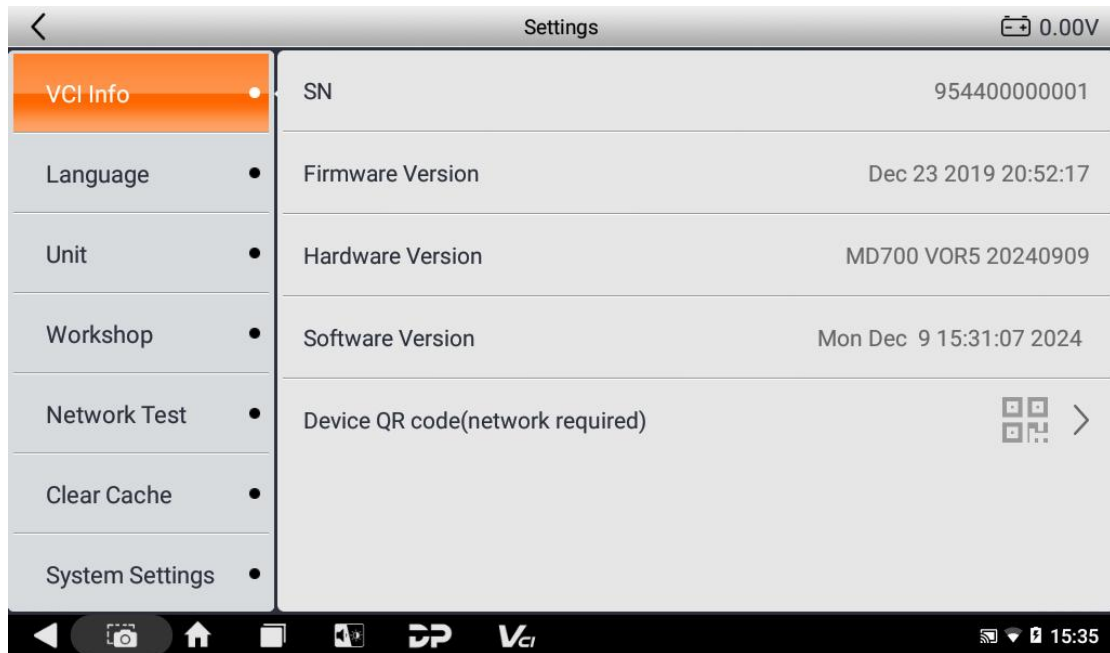 Settings
0.00V
VCI Info
SN
954400000001
Language
Firmware Version
Dec 23 2019 20:52:17
Unit
Hardware Version
MD700 VOR5 20240909
Workshop
Software Version
Mon Dec  9 15:31:07 2024
Network Test
Device QR code(network required)
Clear Cache
System Settings
DP
VCI
15:35